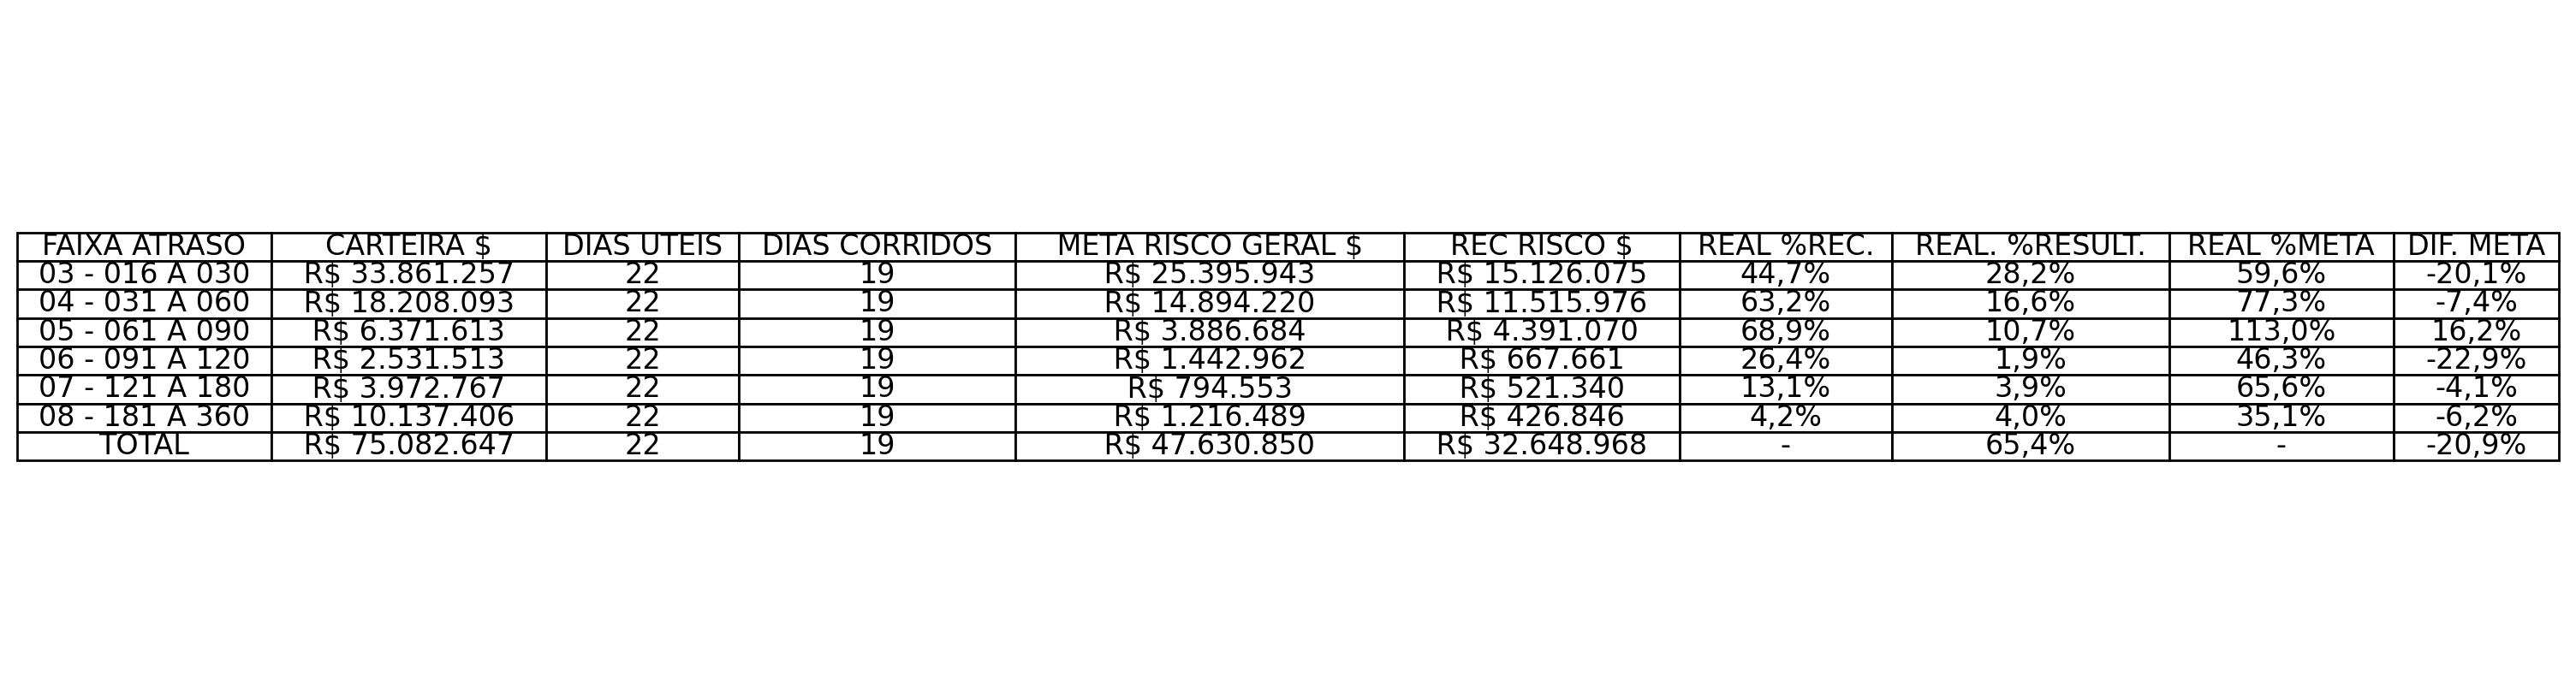 FAIXA ATRASO CARTEIRA $ DIAS UTEIS DIAS CORRIDOS META RISCO GERAL $ REC RISCO $ REAL %REC. REAL. %RESULT. REAL %META DIF. META
03 - 016 A 030 R$ 33.861.257 22 19 R$ 25.395.943 R$ 15.126.075 44,7% 28,2% 59,6% -20,1%
04 - 031 A 060 R$ 18.208.093 22 19 R$ 14.894.220 R$ 11.515.976 63,2% 16,6% 77,3% -7,4%
05 - 061 A 090 R$ 6.371.613 22 19 R$ 3.886.684 R$ 4.391.070 68,9% 10,7% 113,0% 16,2%
06 - 091 A 120 R$ 2.531.513 22 19 R$ 1.442.962 R$ 667.661 26,4% 1,9% 46,3% -22,9%
07 - 121 A 180 R$ 3.972.767 22 19 R$ 794.553 R$ 521.340 13,1% 3,9% 65,6% -4,1%
08 - 181 A 360 R$ 10.137.406 22 19 R$ 1.216.489 R$ 426.846 4,2% 4,0% 35,1% -6,2%
TOTAL R$ 75.082.647 22 19 R$ 47.630.850 R$ 32.648.968 - 65,4% - -20,9%